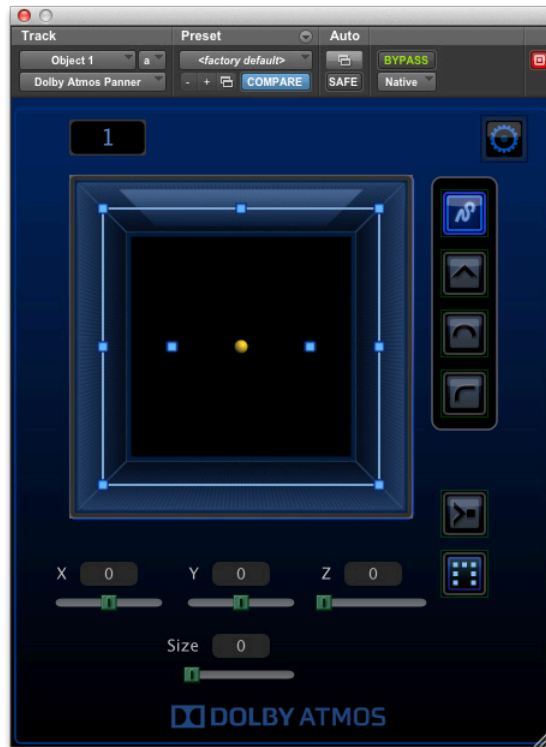 Track Preset Auto
Object 1 a <factory default> BYPASS
Dolby Atmos Panner - + COMPARE SAFE Native
1
X 0 Y 0 Z 0
Size 0
DOLBY ATMOS